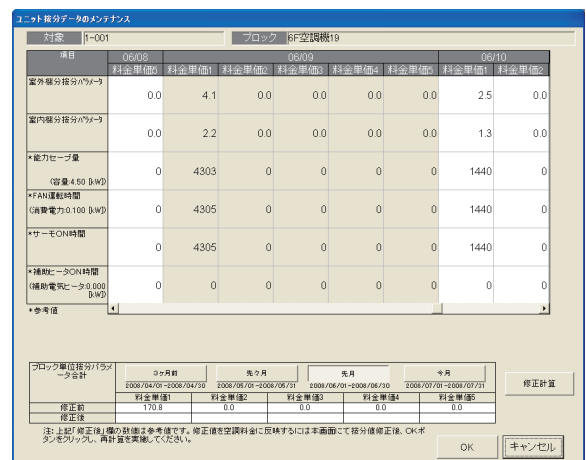 ユニット按分データのメンテナンス
対象 1-001 ブロック 6F空調機19
項目 06/08 06/09 06/10
料金単価5 料金単価1 料金単価2 料金単価3 料金単価4 料金単価5 料金単価1 料金単価2
室外機分按分パラメータ 0.0 4.1 0.0 0.0 0.0 0.0 2.5 0.0
室内機分按分パラメータ 0.0 2.2 0.0 0.0 0.0 0.0 1.3 0.0
*能力セーブ量
(容量:4.50 [kW]) 0 4303 0 0 0 0 1440 0
*FAN運転時間
(消費電力:0.100 [kW]) 0 4305 0 0 0 0 1440 0
*サーモON時間 0 4305 0 0 0 0 1440 0
*補助ヒータON時間
(補助電気ヒータ:0.000 [kW]) 0 0 0 0 0 0 0 0
*参考値
ブロック単位按分パラメータ合計 3ヶ月前 先々月 先月 今月 修正計算
2008/04/01-2008/04/30 2008/05/01-2008/05/31 2008/06/01-2008/06/30 2008/07/01-2008/07/31
料金単価1 料金単価2 料金単価3 料金単価4 料金単価5
修正前 170.8 0.0 0.0 0.0 0.0
修正後
注: 上記「修正後」欄の数値は参考値です。修正値を空調料金に反映するには本画面にて按分値修正後、OKボ
タンをクリックし、再計算を実施してください。
OK キャンセル